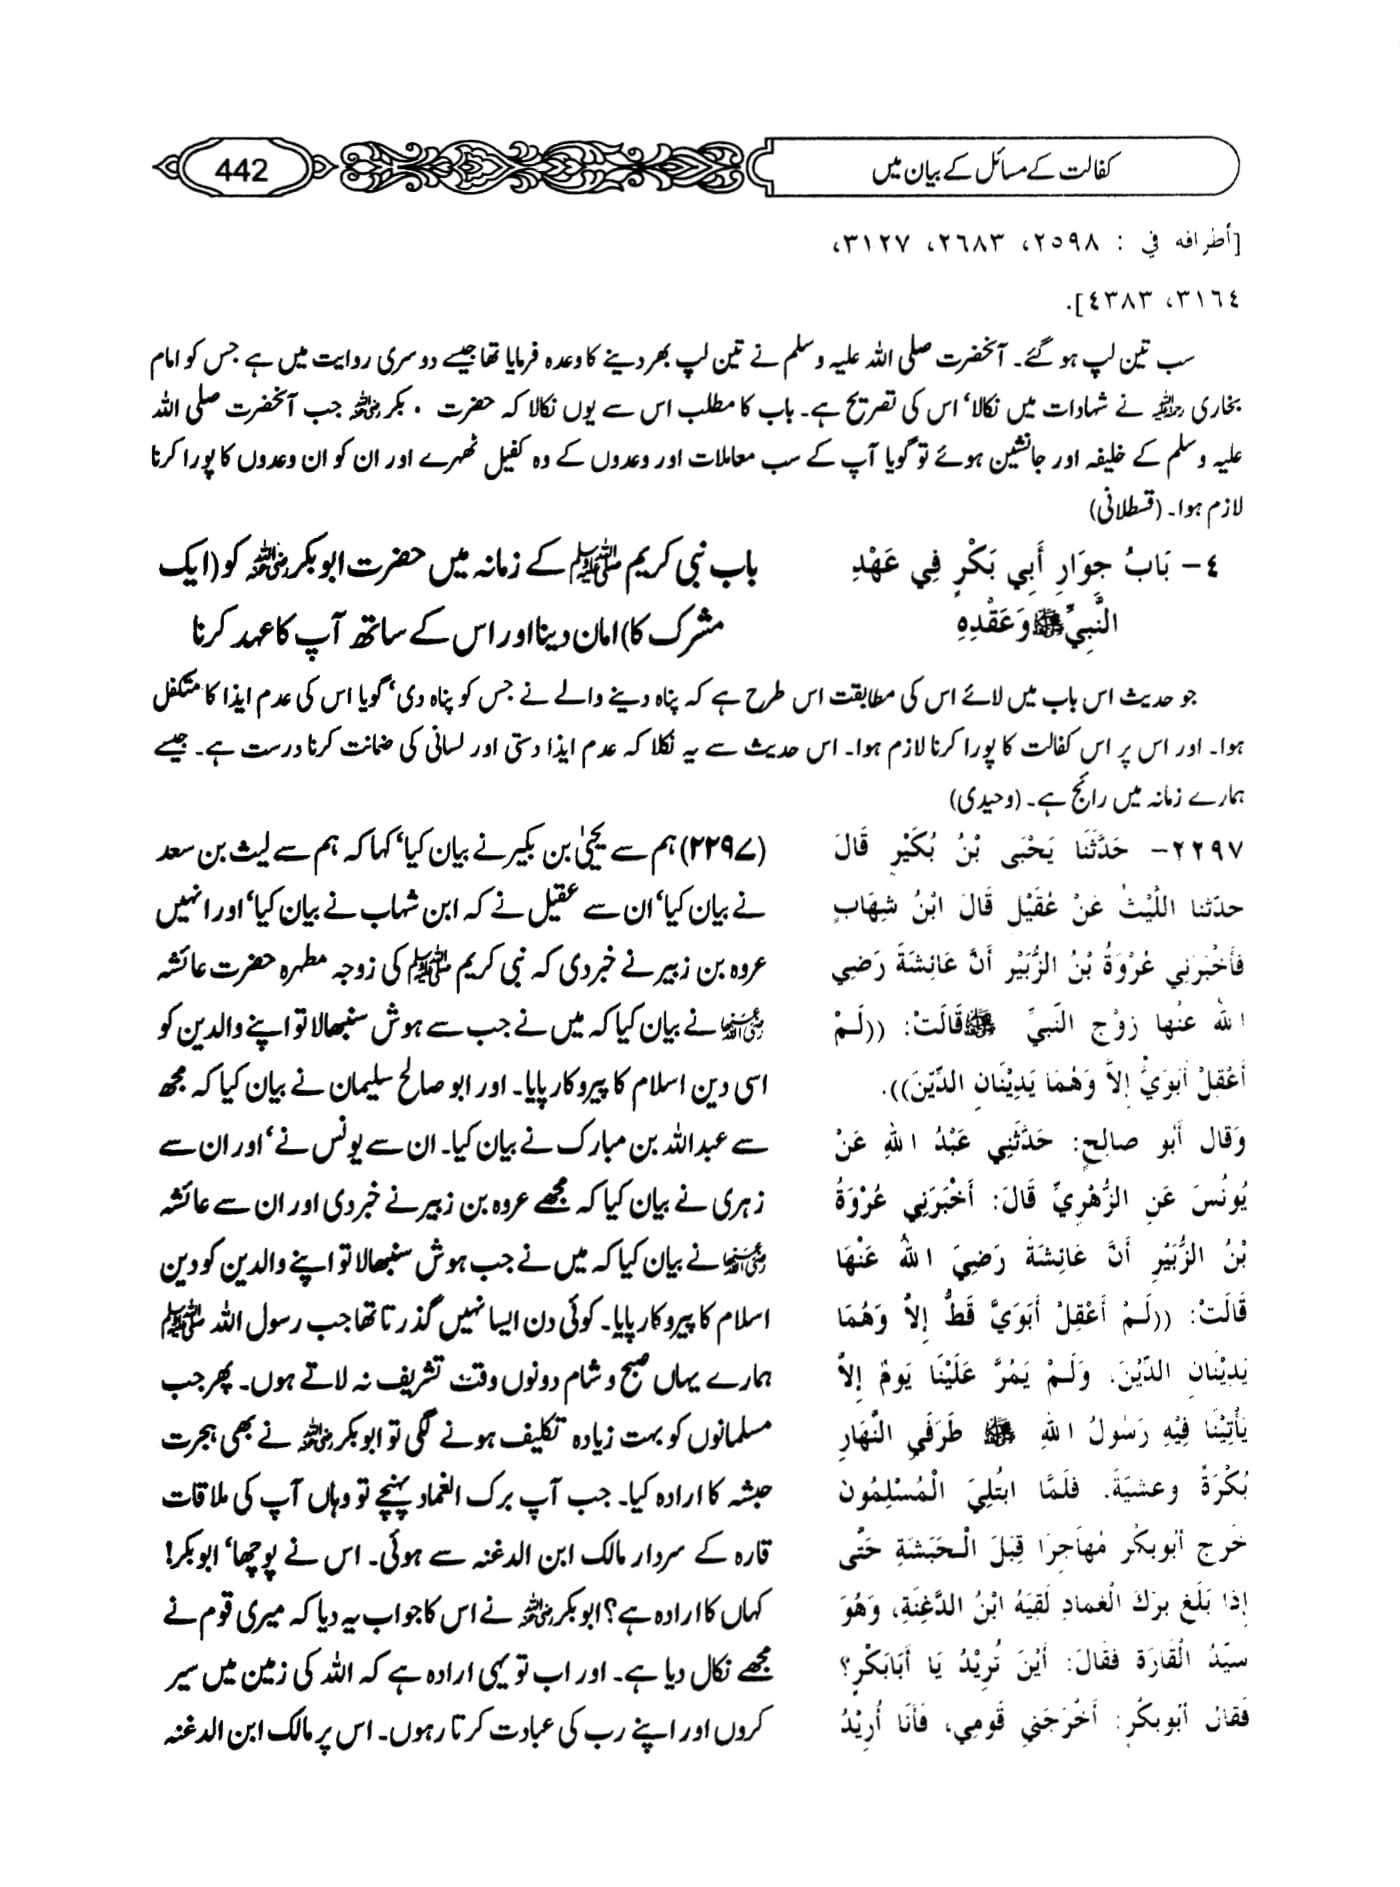 کفالت کے مسائل کے بیان میں
442
[أطرافه في : ٢٥٩٨، ٢٦٨٣، ٣١٢٧،
٣١٦٤، ٤٣٨٣].
سب تین لپ ہو گئے۔ آنحضرت صلی اللہ علیہ وسلم نے تین لپ بھر دینے کا وعدہ فرمایا تھا جیسے دوسری روایت میں ہے جس کو امام
بخاری رحمہ اللہ نے شہادات میں نکالا' اس کی تصریح ہے۔ باب کا مطلب اس سے یوں نکالا کہ حضرت بکر رضی اللہ عنہ جب آنحضرت صلی اللہ
علیہ وسلم کے خلیفہ اور جانشین ہوئے تو گویا آپ کے سب معاملات اور وعدوں کے وہ کفیل ٹھہرے اور ان کو ان وعدوں کا پورا کرنا
لازم ہوا۔ (قسطلانی)
٤- بَابُ جِوَارِ أَبِي بَكْرٍ فِي عَهْدِ
النَّبِيِّ ﷺ وَعَقْدِهِ
باب نبی کریم ﷺ کے زمانہ میں حضرت ابوبکر رضی اللہ عنہ کو (ایک
مشرک کا) امان دینا اور اس کے ساتھ آپ کا عہد کرنا
جو حدیث اس باب میں لائے اس کی مطابقت اس طرح ہے کہ پناہ دینے والے نے جس کو پناہ دی' گویا اس کی عدم ایذا کا متکفل
ہوا۔ اور اس پر اس کفالت کا پورا کرنا لازم ہوا۔ اس حدیث سے یہ نکلا کہ عدم ایذا دستی اور لسانی کی ضمانت کرنا درست ہے۔ جیسے
ہمارے زمانہ میں رائج ہے۔ (وحیدی)
٢٢٩٧- حَدَّثَنَا يَحْيَى بْنُ بُكَيْرٍ قَالَ
حدّثنا اللَّيْثُ عَنْ عُقَيْلٍ قَالَ ابْنُ شِهَابٍ
فَأَخْبَرَنِي عُرْوَةُ بْنُ الزُّبَيْرِ أَنَّ عَائِشَةَ رَضِي
الله عَنْها زَوْج النَّبيِّ ﷺ قَالَتْ: ((لَمْ
أَعْقِلْ أَبَوَيَّ إِلاَّ وَهُمَا يَدِيْنَانِ الدِّيْنَ)).
وَقَال أَبُو صالِحٍ: حَدَّثَنِي عَبْدُ اللهِ عَنْ
يُونُسَ عَنِ الزُّهْرِيِّ قَالَ: أَخْبَرَنِي عُرْوَةُ
بْنُ الزُّبَيْرِ أَنَّ عَائِشَةَ رَضِيَ اللهُ عَنْهَا
قَالَتْ: ((لَمْ أَعْقِلْ أَبَوَيَّ قَطُّ إِلاَّ وَهُمَا
يَدِيْنَانِ الدِّيْنَ، وَلَمْ يَمُرَّ عَلَيْنَا يَومٌ إِلاَّ
يَأْتِيْنَا فِيْهِ رَسُولُ اللهِ ﷺ طَرَفَيِ النَّهَارِ
بُكْرَةً وعشيَّةَ. فَلَمَّا ابْتُلِيَ الْمُسْلِمُونَ
خَرَج أبُوبكْر مُهاجِرًا قِبَلَ الْحَبَشَةِ حَتَّى
إِذا بَلَغ بَرْكَ الْغِمَادِ لَقِيَهُ ابْنُ الدَّغِنَةِ، وَهُوَ
سيِّدُ الْقَارَة فقَالَ: أَيْنَ تُرِيْدُ يَا أَبَابَكْرٍ؟
فَقال أبُوبكْرٍ: أَخْرَجَنِي قَومِي، فَأَنَا أُرِيْدُ
(۲۲۹۷) ہم سے یحیٰی بن بکیر نے بیان کیا' کہا کہ ہم سے لیث بن سعد
نے بیان کیا' ان سے عقیل نے کہ ابن شہاب نے بیان کیا' اور انہیں
عروہ بن زبیر نے خبر دی کہ نبی کریم ﷺ کی زوجہ مطہرہ حضرت عائشہ
رضی اللہ عنہا نے بیان کیا کہ میں نے جب سے ہوش سنبھالا تو اپنے والدین کو
اسی دین اسلام کا پیروکار پایا۔ اور ابو صالح سلیمان نے بیان کیا کہ مجھ
سے عبداللہ بن مبارک نے بیان کیا۔ ان سے یونس نے' اور ان سے
زہری نے بیان کیا کہ مجھے عروہ بن زبیر نے خبر دی اور ان سے عائشہ
رضی اللہ عنہا نے بیان کیا کہ میں نے جب ہوش سنبھالا تو اپنے والدین کو دین
اسلام کا پیروکار پایا۔ کوئی دن ایسا نہیں گذرتا تھا جب رسول اللہ ﷺ
ہمارے یہاں صبح و شام دونوں وقت تشریف نہ لاتے ہوں۔ پھر جب
مسلمانوں کو بہت زیادہ تکلیف ہونے لگی تو ابوبکر رضی اللہ عنہ نے بھی ہجرت
حبشہ کا ارادہ کیا۔ جب آپ برک الغماد پہنچے تو وہاں آپ کی ملاقات
قارہ کے سردار مالک ابن الدغنہ سے ہوئی۔ اس نے پوچھا' ابوبکر!
کہاں کا ارادہ ہے؟ ابوبکر رضی اللہ عنہ نے اس کا جواب یہ دیا کہ میری قوم نے
مجھے نکال دیا ہے۔ اور اب تو یہی ارادہ ہے کہ اللہ کی زمین میں سیر
کروں اور اپنے رب کی عبادت کرتا رہوں۔ اس پر مالک ابن الدغنہ